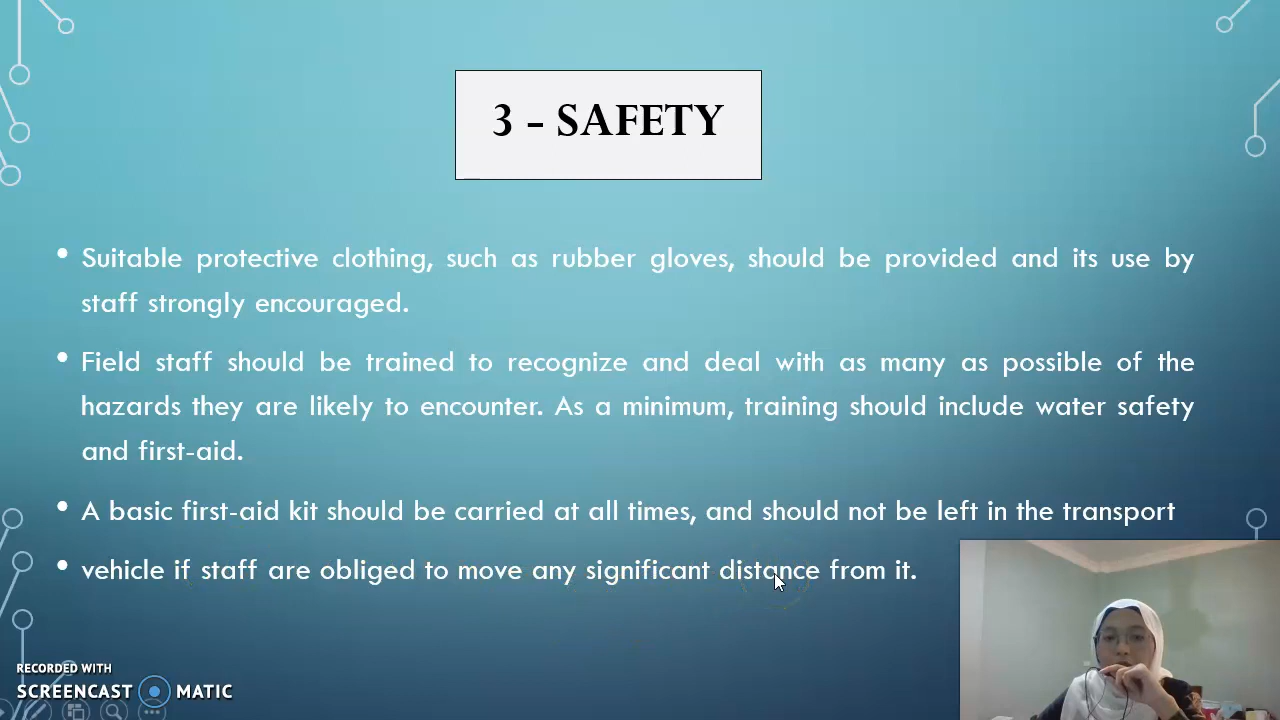 3 - SAFETY
• Suitable protective clothing, such as rubber gloves, should be provided and its use by
staff strongly encouraged.
• Field staff should be trained to recognize and deal with as many as possible of the
hazards they are likely to encounter. As a minimum, training should include water safety
and first-aid.
• A basic first-aid kit should be carried at all times, and should not be left in the transport
• vehicle if staff are obliged to move any significant distance from it.
RECORDED WITH
SCREENCAST MATIC